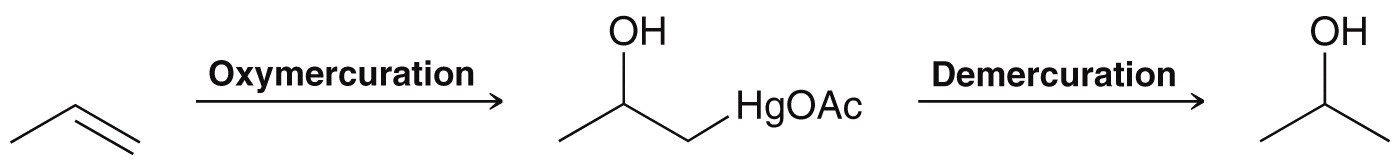 Oxymercuration
OH
HgOAc
Demercuration
OH